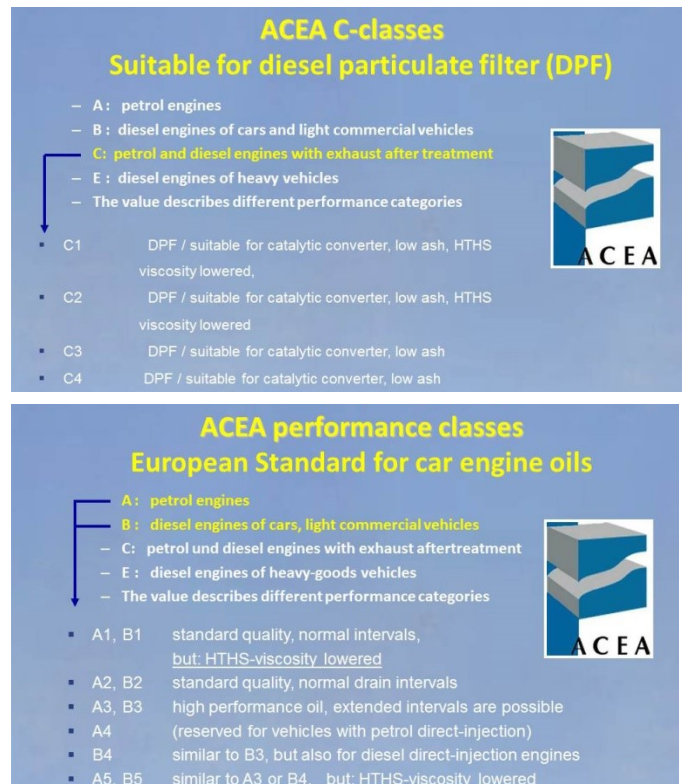 ACEA C-classes
Suitable for diesel particulate filter (DPF)
– A : petrol engines
– B : diesel engines of cars and light commercial vehicles
C: petrol and diesel engines with exhaust after treatment
– E : diesel engines of heavy vehicles
– The value describes different performance categories
ACEA
▪ C1 DPF / suitable for catalytic converter, low ash, HTHS
viscosity lowered,
▪ C2 DPF / suitable for catalytic converter, low ash, HTHS
viscosity lowered
▪ C3 DPF / suitable for catalytic converter, low ash
▪ C4 DPF / suitable for catalytic converter, low ash
ACEA performance classes
European Standard for car engine oils
A : petrol engines
B : diesel engines of cars, light commercial vehicles
– C: petrol und diesel engines with exhaust aftertreatment
– E : diesel engines of heavy-goods vehicles
– The value describes different performance categories
ACEA
▪ A1, B1 standard quality, normal intervals,
but: HTHS-viscosity lowered
▪ A2, B2 standard quality, normal drain intervals
▪ A3, B3 high performance oil, extended intervals are possible
▪ A4 (reserved for vehicles with petrol direct-injection)
▪ B4 similar to B3, but also for diesel direct-injection engines
▪ A5, B5 similar to A3 or B4, but: HTHS-viscosity lowered